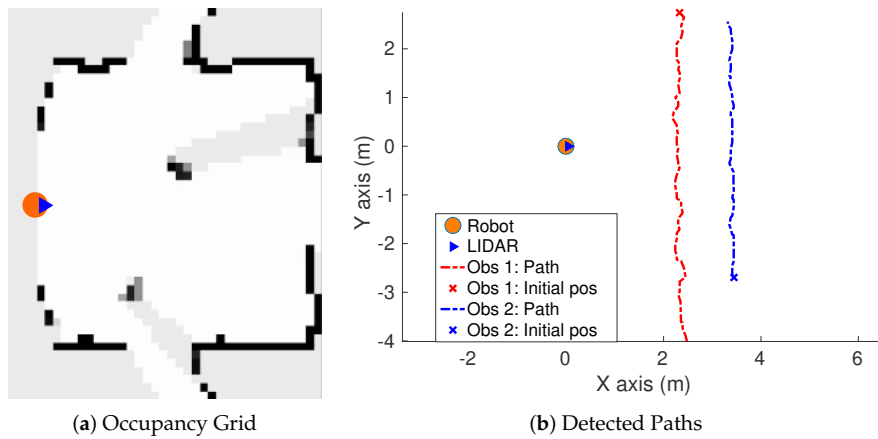 2
1
0
-1
-2
-3
-4
Y axis (m)
Robot
LIDAR
Obs 1: Path
Obs 1: Initial pos
Obs 2: Path
Obs 2: Initial pos
-2 0 2 4 6
X axis (m)
(a) Occupancy Grid
(b) Detected Paths